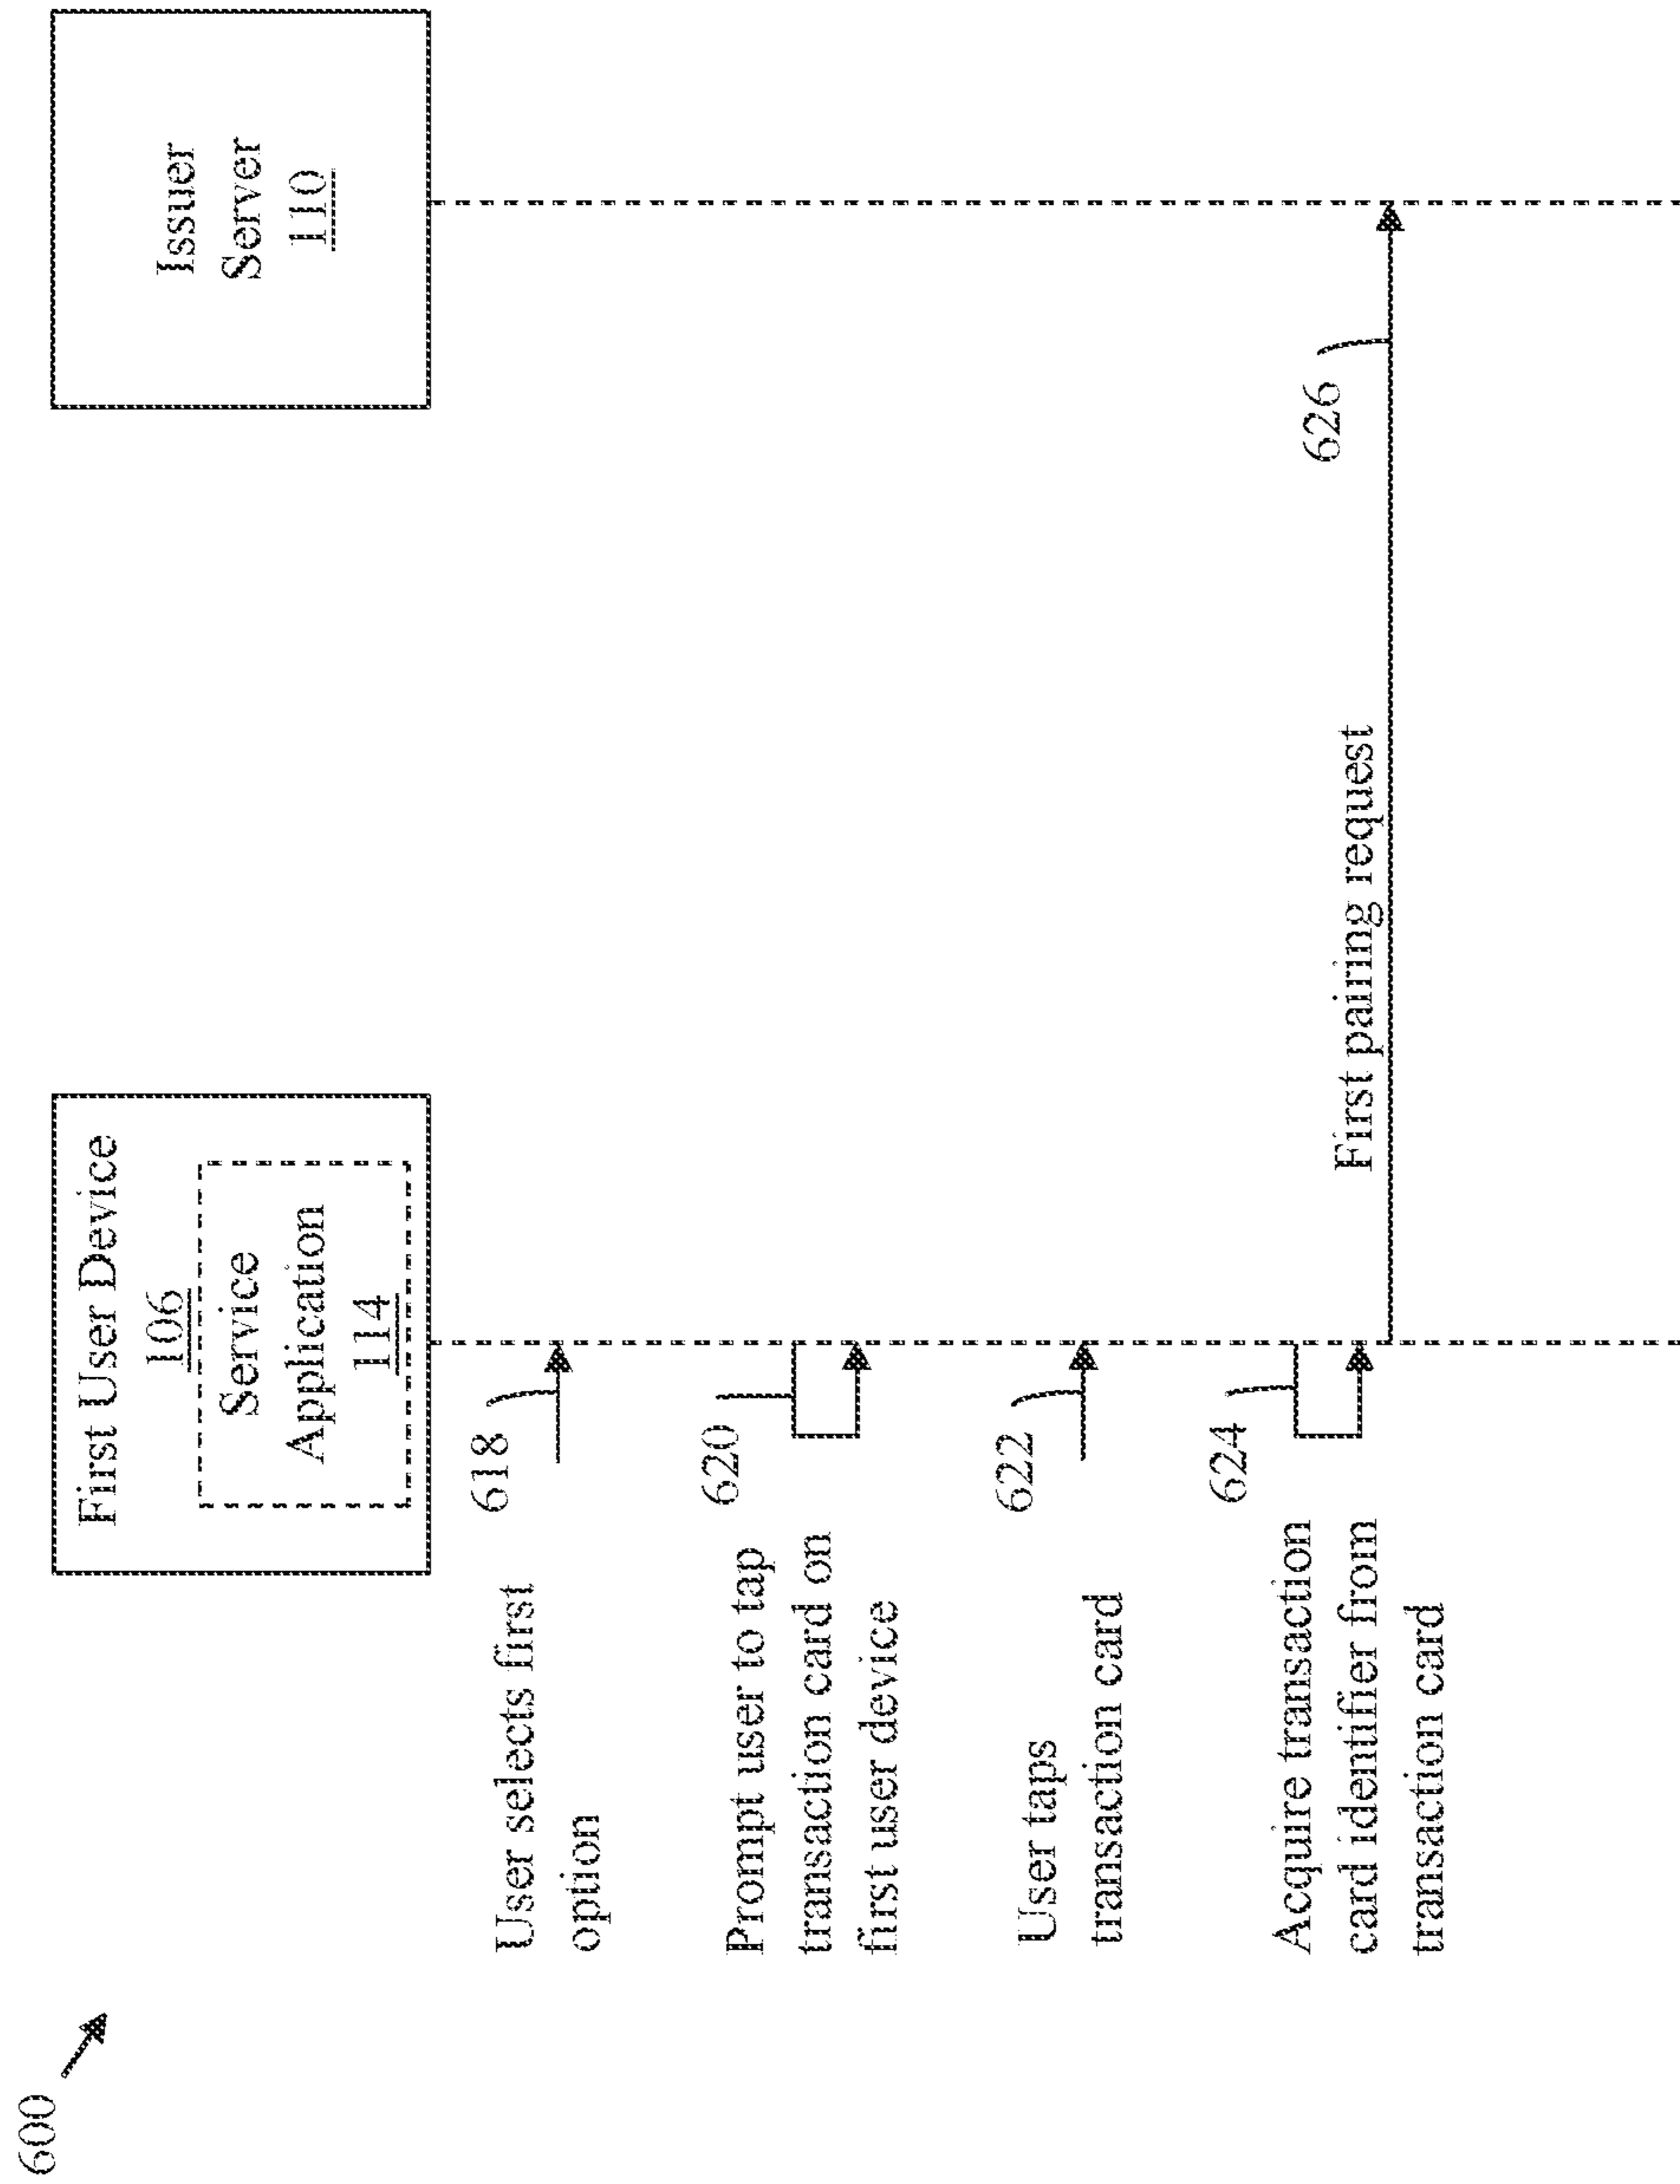 600
First User Device
106
Service
Application
114
Issuer
Server
110
User selects first
option
618
Prompt user to tap
transaction card on
first user device
620
User taps
transaction card
622
Acquire transaction
card identifier from
transaction card
624
First pairing request
626